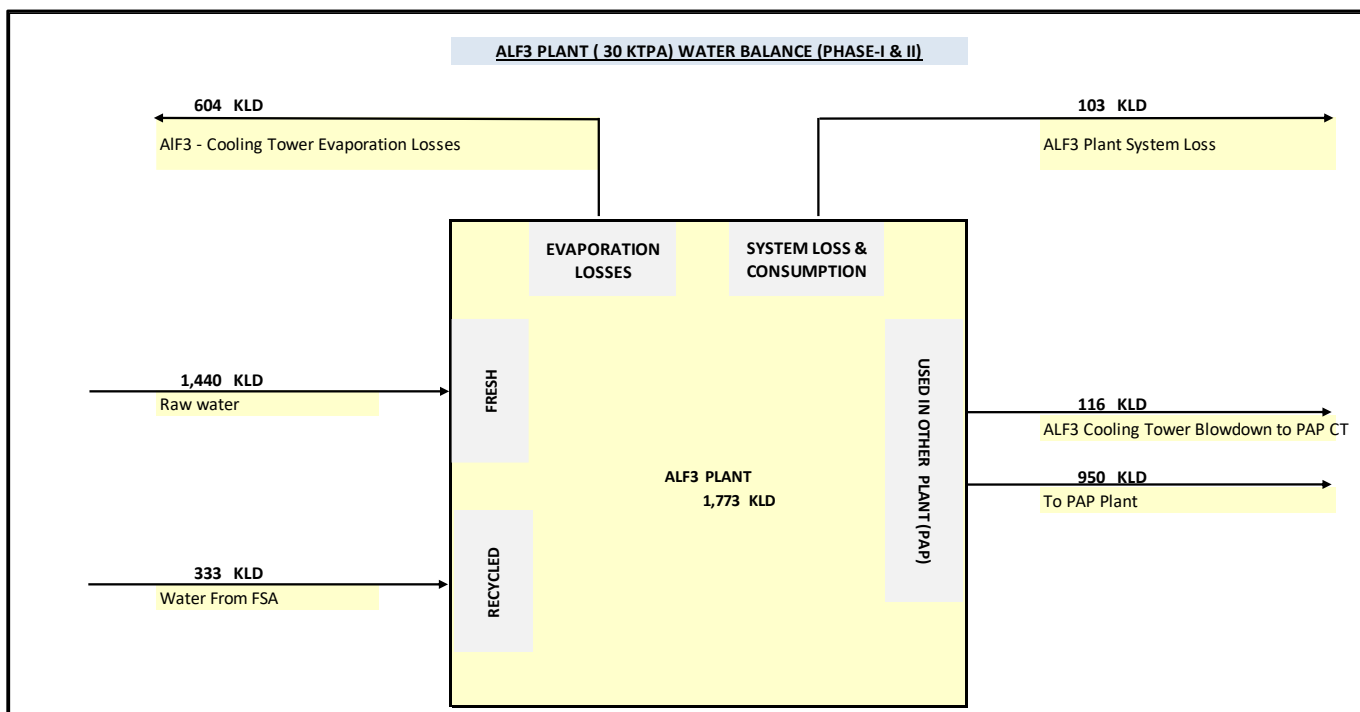 ALF3 PLANT ( 30 KTPA) WATER BALANCE (PHASE-I & II)
604 KLD
AlF3 - Cooling Tower Evaporation Losses
103 KLD
ALF3 Plant System Loss
EVAPORATION
LOSSES
SYSTEM LOSS &
CONSUMPTION
1,440 KLD
Raw water
FRESH
USED IN OTHER PLANT (PAP)
116 KLD
ALF3 Cooling Tower Blowdown to PAP CT
950 KLD
To PAP Plant
ALF3 PLANT
1,773 KLD
333 KLD
Water From FSA
RECYCLED